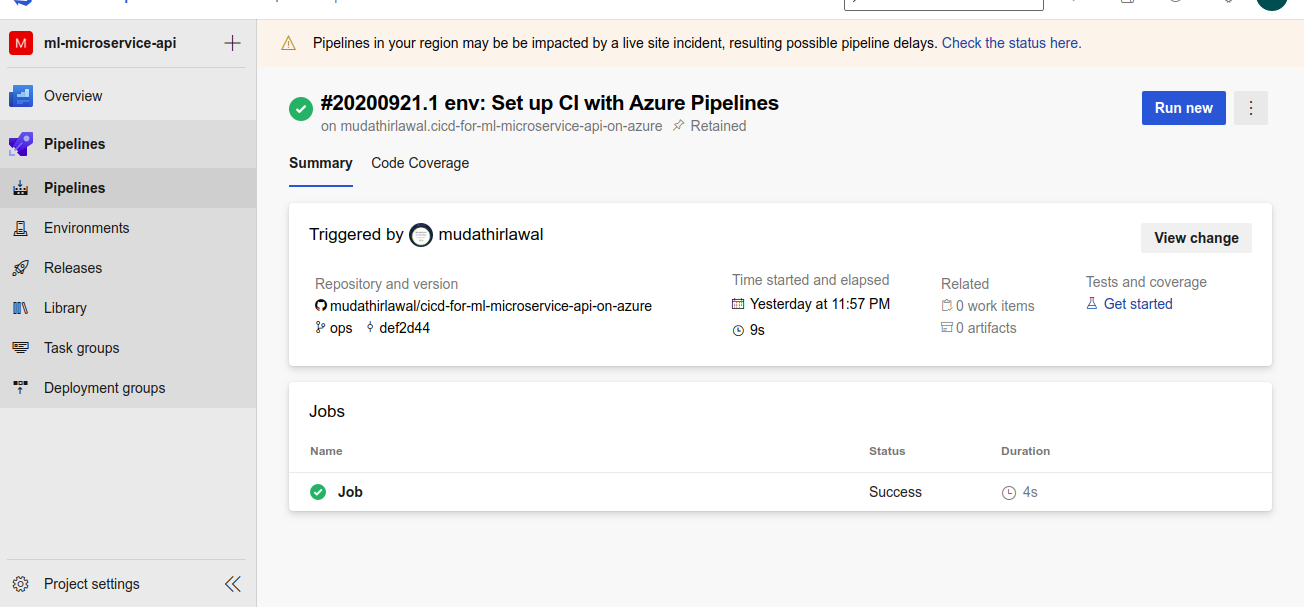 M ml-microservice-api
Overview
Pipelines
Pipelines
Environments
Releases
Library
Task groups
Deployment groups
Project settings
Pipelines in your region may be be impacted by a live site incident, resulting possible pipeline delays. Check the status here.
#20200921.1 env: Set up CI with Azure Pipelines
on mudathirlawal.cicd-for-ml-microservice-api-on-azure Retained
Run new
Summary Code Coverage
Triggered by mudathirlawal
View change
Repository and version
mudathirlawal/cicd-for-ml-microservice-api-on-azure
ops def2d44
Time started and elapsed
Yesterday at 11:57 PM
9s
Related
0 work items
0 artifacts
Tests and coverage
Get started
Jobs
Name Status Duration
Job Success 4s